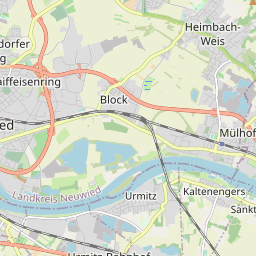 Heimbach-
Weis
dorfer
g
aiffeisenring
Block
ed
Mülhof
Landkreis Neuwied
Urmitz
Kaltenengers
Sankt
Urmitz Bahnhof